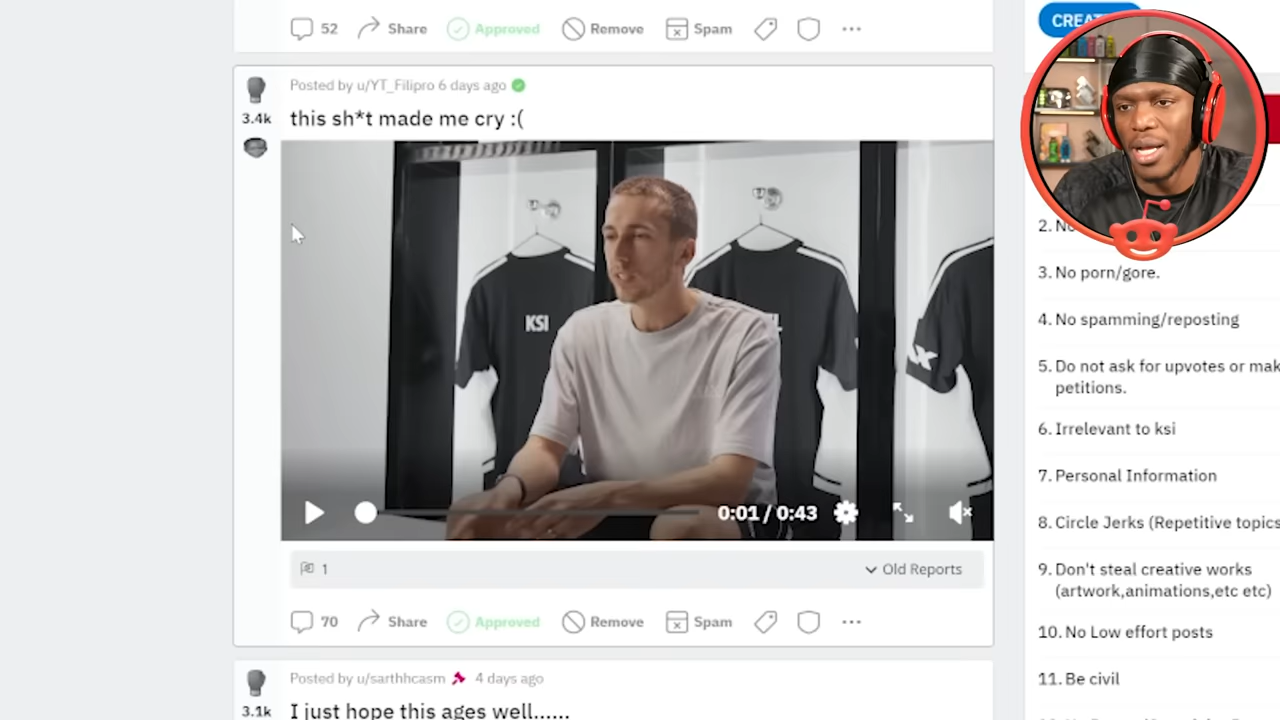 52 Share Approved Remove Spam
Posted by u/YT_Filipro 6 days ago
3.4k this sh*t made me cry :(
KSI
0:01 / 0:43
1 Old Reports
70 Share Approved Remove Spam
Posted by u/sarthhcasm 4 days ago
3.1k I just hope this ages well......
3. No porn/gore.
4. No spamming/reposting
5. Do not ask for upvotes or mak
petitions.
6. Irrelevant to ksi
7. Personal Information
8. Circle Jerks (Repetitive topics
9. Don't steal creative works
(artwork,animations,etc etc)
10. No Low effort posts
11. Be civil